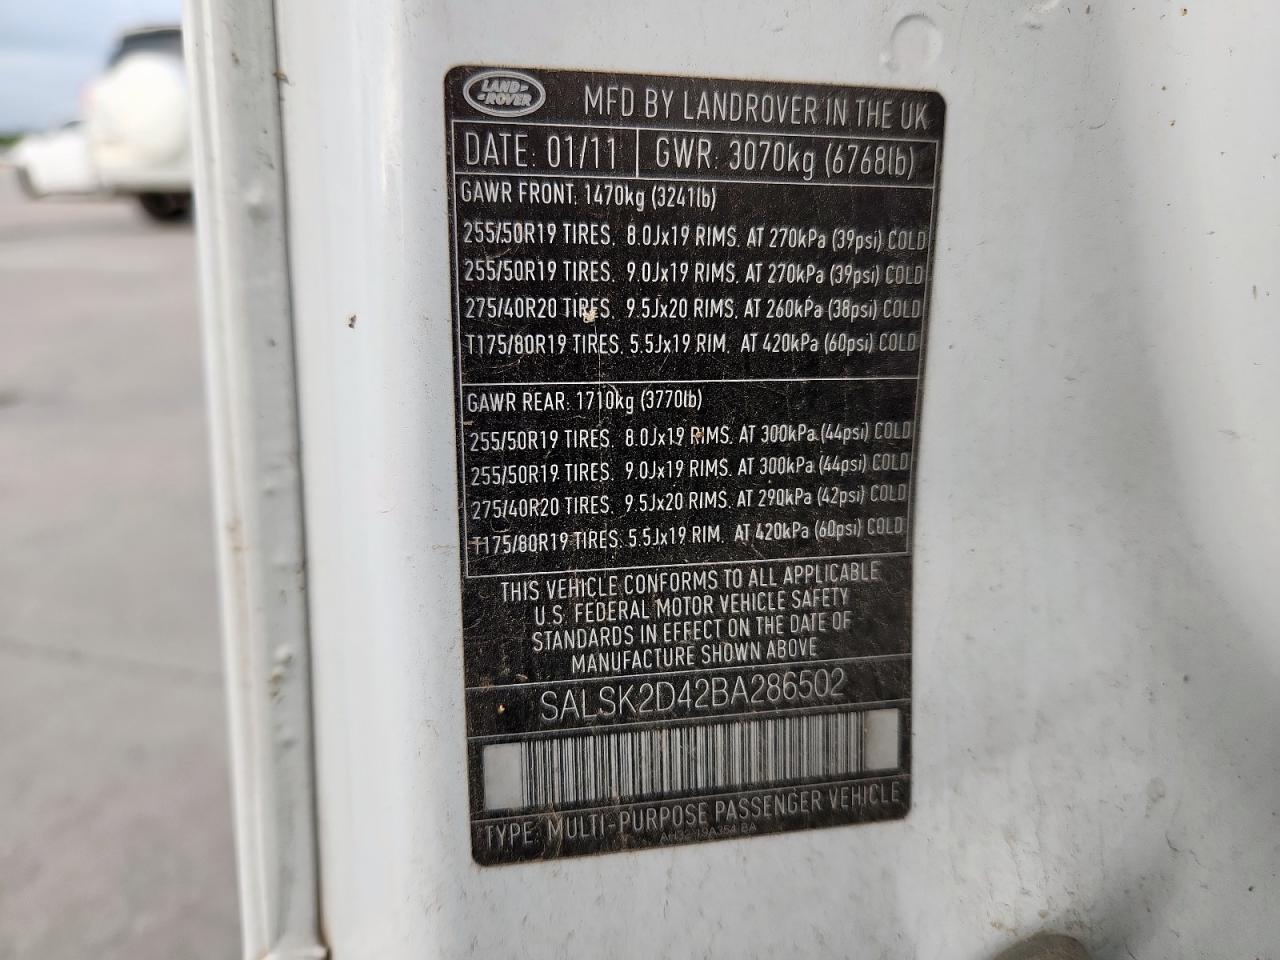 LAND-
-ROVER
MFD BY LANDROVER IN THE UK
DATE: 01/11 GWR: 3070kg (6768lb)
GAWR FRONT: 1470kg (3241lb)
255/50R19 TIRES, 8.0Jx19 RIMS, AT 270kPa (39psi) COLD
255/50R19 TIRES, 9.0Jx19 RIMS, AT 270kPa (39psi) COLD
275/40R20 TIRES, 9.5Jx20 RIMS, AT 260kPa (38psi) COLD
T175/80R19 TIRES, 5.5Jx19 RIM, AT 420kPa (60psi) COLD
GAWR REAR: 1710kg (3770lb)
255/50R19 TIRES, 8.0Jx19 RIMS, AT 300kPa (44psi) COLD
255/50R19 TIRES, 9.0Jx19 RIMS, AT 300kPa (44psi) COLD
275/40R20 TIRES, 9.5Jx20 RIMS, AT 290kPa (42psi) COLD
T175/80R19 TIRES, 5.5Jx19 RIM, AT 420kPa (60psi) COLD
THIS VEHICLE CONFORMS TO ALL APPLICABLE
U.S. FEDERAL MOTOR VEHICLE SAFETY
STANDARDS IN EFFECT ON THE DATE OF
MANUFACTURE SHOWN ABOVE
SALSK2D42BA286502
TYPE: MULTI-PURPOSE PASSENGER VEHICLE